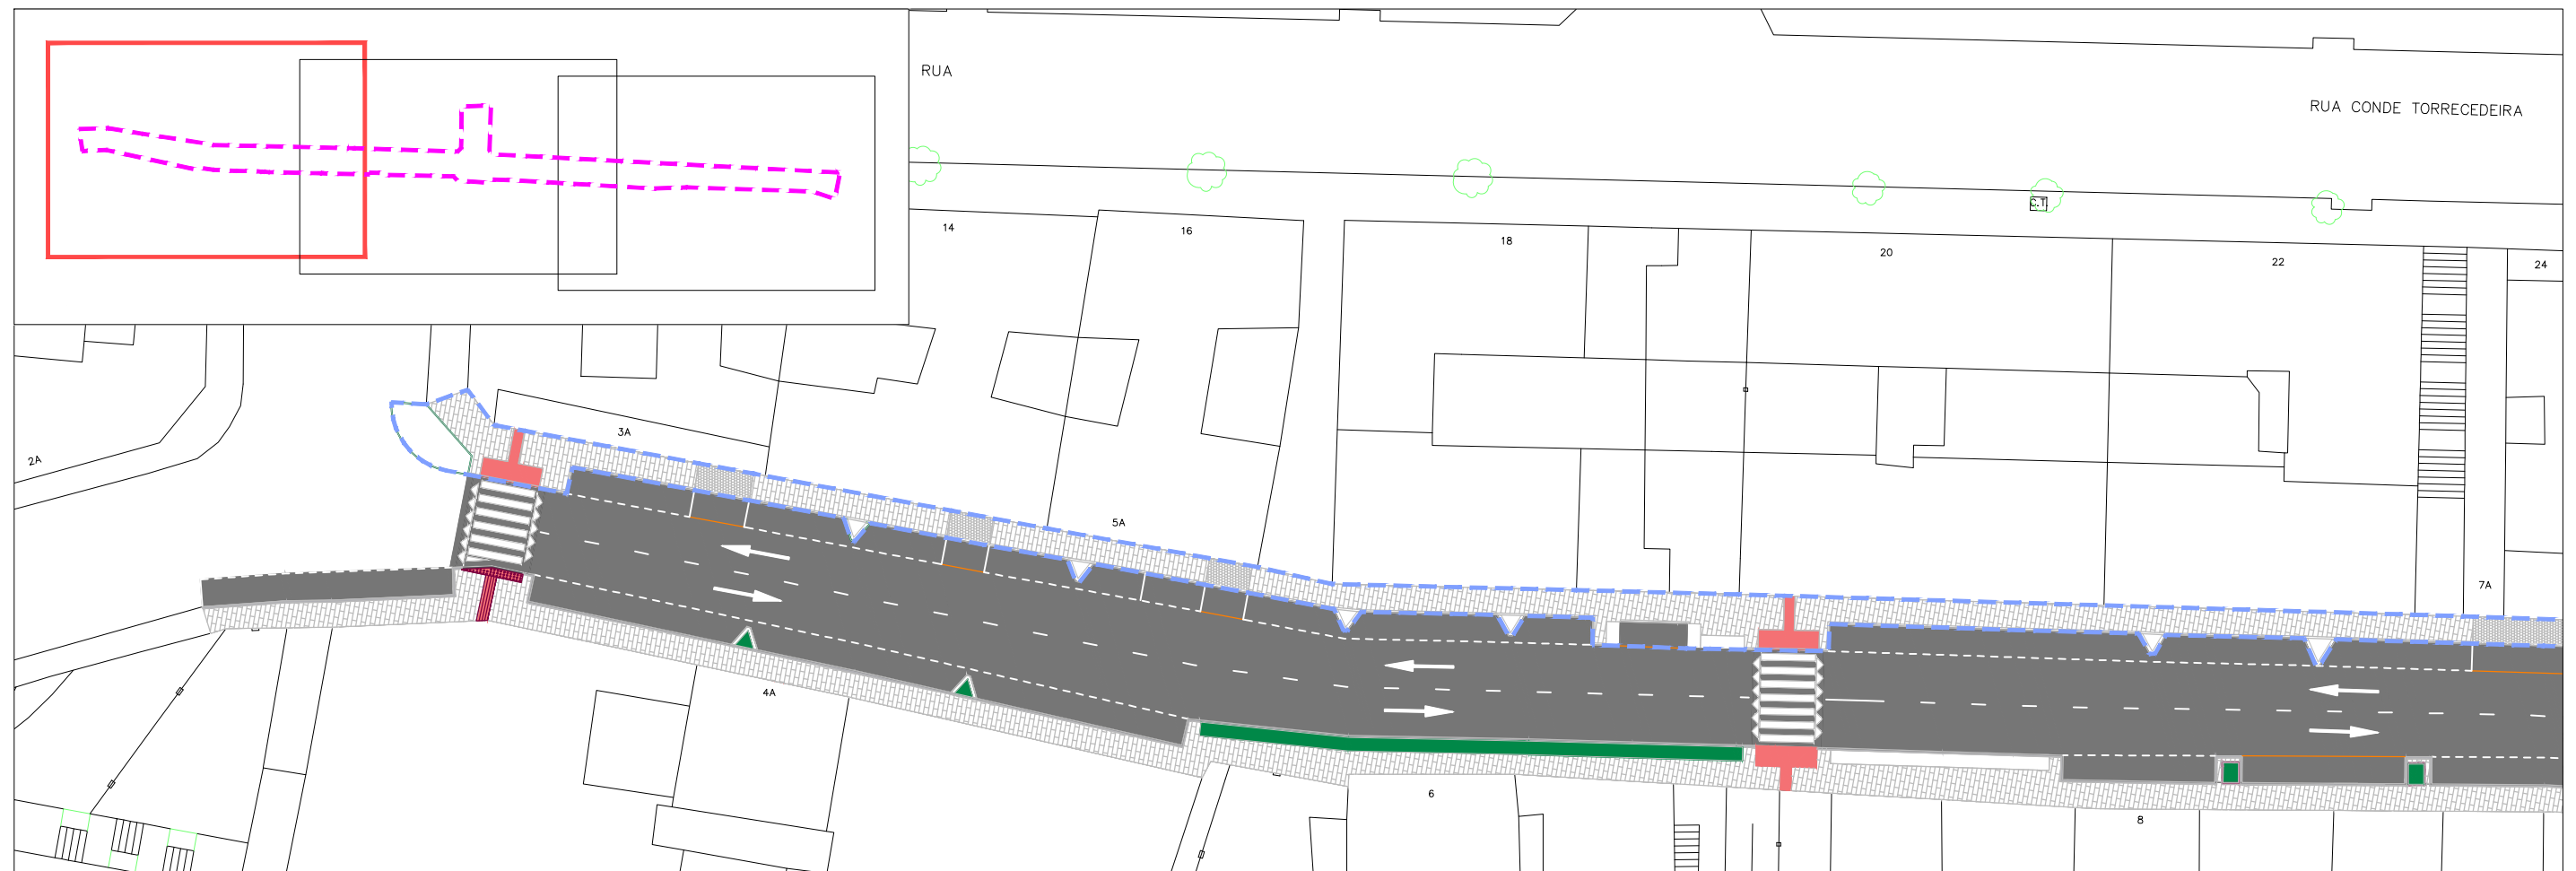 RUA
RUA CONDE TORRECEDEIRA
C.T.
14
16
18
20
22
24
2A
3A
5A
7A
4A
6
8